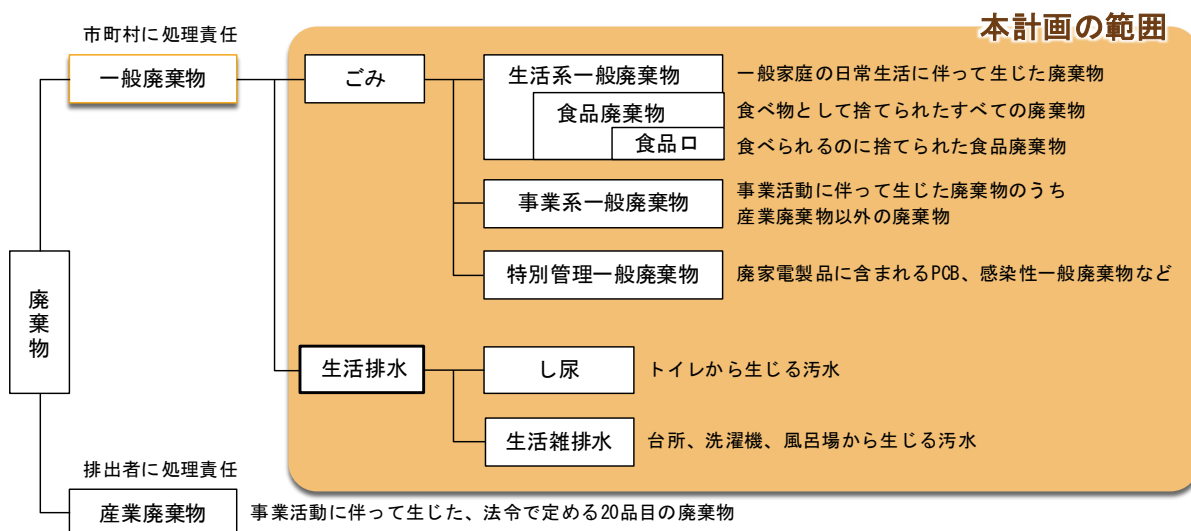 本計画の範囲
市町村に処理責任
一般廃棄物
ごみ
生活系一般廃棄物
一般家庭の日常生活に伴って生じた廃棄物
食品廃棄物
食べ物として捨てられたすべての廃棄物
食品ロ
食べられるのに捨てられた食品廃棄物
事業系一般廃棄物
事業活動に伴って生じた廃棄物のうち
産業廃棄物以外の廃棄物
特別管理一般廃棄物
廃家電製品に含まれるPCB、感染性一般廃棄物など
廃棄物
生活排水
し尿
トイレから生じる汚水
生活雑排水
台所、洗濯機、風呂場から生じる汚水
排出者に処理責任
産業廃棄物
事業活動に伴って生じた、法令で定める20品目の廃棄物